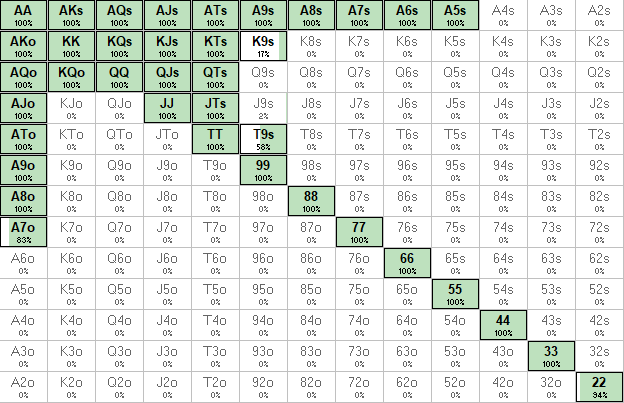 AA AKs AQs AJs ATs A9s A8s A7s A6s A5s A4s A3s A2s
100% 100% 100% 100% 100% 100% 100% 100% 100% 100% 0% 0% 0%
AKo KK KQs KJs KTs K9s K8s K7s K6s K5s K4s K3s K2s
100% 100% 100% 100% 100% 17% 0% 0% 0% 0% 0% 0% 0%
AQo KQo QQ QJs QTs Q9s Q8s Q7s Q6s Q5s Q4s Q3s Q2s
100% 100% 100% 100% 100% 0% 0% 0% 0% 0% 0% 0% 0%
AJo KJo QJo JJ JTs J9s J8s J7s J6s J5s J4s J3s J2s
100% 0% 0% 100% 100% 2% 0% 0% 0% 0% 0% 0% 0%
ATo KTo QTo JTo TT T9s T8s T7s T6s T5s T4s T3s T2s
100% 0% 0% 0% 100% 58% 0% 0% 0% 0% 0% 0% 0%
A9o K9o Q9o J9o T9o 99 98s 97s 96s 95s 94s 93s 92s
100% 0% 0% 0% 0% 100% 0% 0% 0% 0% 0% 0% 0%
A8o K8o Q8o J8o T8o 98o 88 87s 86s 85s 84s 83s 82s
100% 0% 0% 0% 0% 0% 100% 0% 0% 0% 0% 0% 0%
A7o K7o Q7o J7o T7o 97o 87o 77 76s 75s 74s 73s 72s
83% 0% 0% 0% 0% 0% 0% 100% 0% 0% 0% 0% 0%
A6o K6o Q6o J6o T6o 96o 86o 76o 66 65s 64s 63s 62s
0% 0% 0% 0% 0% 0% 0% 0% 100% 0% 0% 0% 0%
A5o K5o Q5o J5o T5o 95o 85o 75o 65o 55 54s 53s 52s
0% 0% 0% 0% 0% 0% 0% 0% 0% 100% 0% 0% 0%
A4o K4o Q4o J4o T4o 94o 84o 74o 64o 54o 44 43s 42s
0% 0% 0% 0% 0% 0% 0% 0% 0% 0% 100% 0% 0%
A3o K3o Q3o J3o T3o 93o 83o 73o 63o 53o 43o 33 32s
0% 0% 0% 0% 0% 0% 0% 0% 0% 0% 0% 100% 0%
A2o K2o Q2o J2o T2o 92o 82o 72o 62o 52o 42o 32o 22
0% 0% 0% 0% 0% 0% 0% 0% 0% 0% 0% 0% 94%